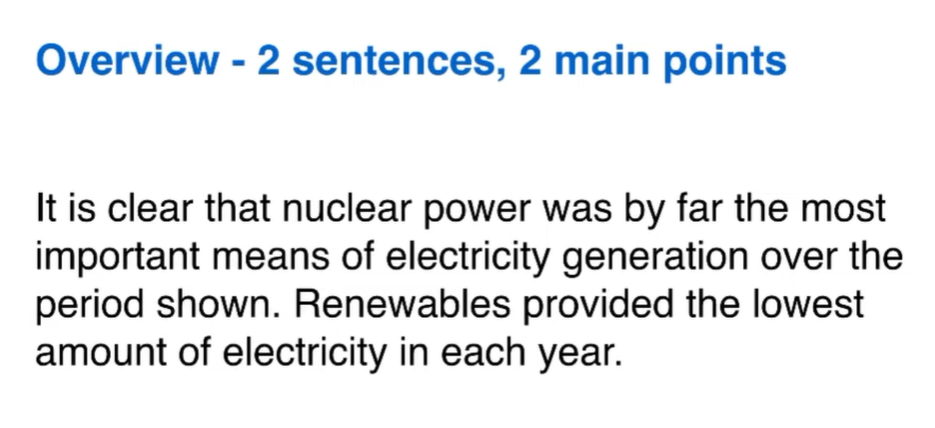 Overview - 2 sentences, 2 main points
It is clear that nuclear power was by far the most
important means of electricity generation over the
period shown. Renewables provided the lowest
amount of electricity in each year.